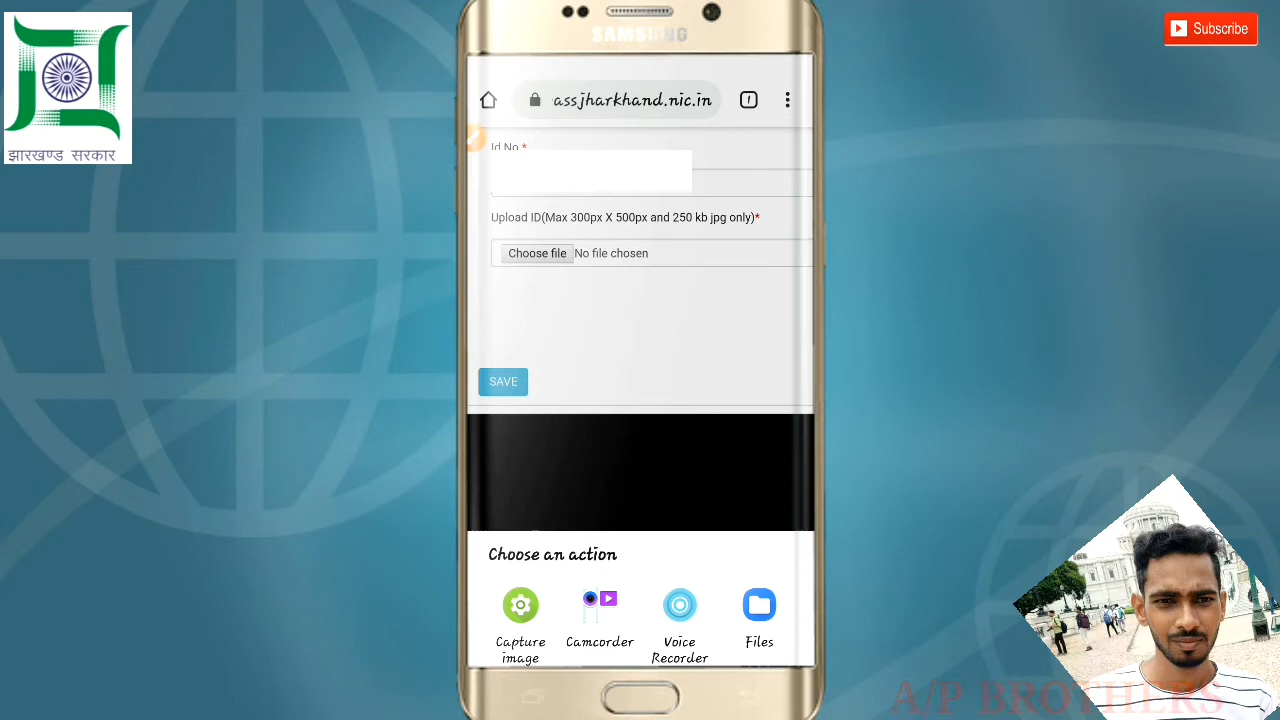 झारखण्ड सरकार
SAMSUNG
Subscribe
assjharkhand.nic.in
1
Id No *
Upload ID(Max 300px X 500px and 250 kb jpg only)*
Choose file No file chosen
SAVE
Choose an action
Capture image
Camcorder
Voice Recorder
Files
A/P BROTHERS